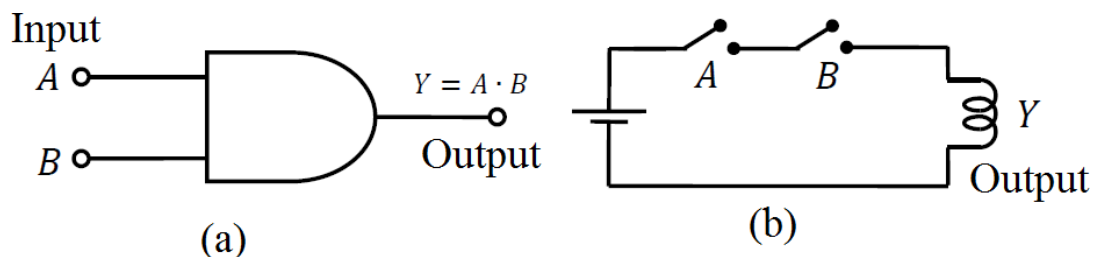 Input
A
B
Y = A · B
Output
(a)
A
B
Y
Output
(b)